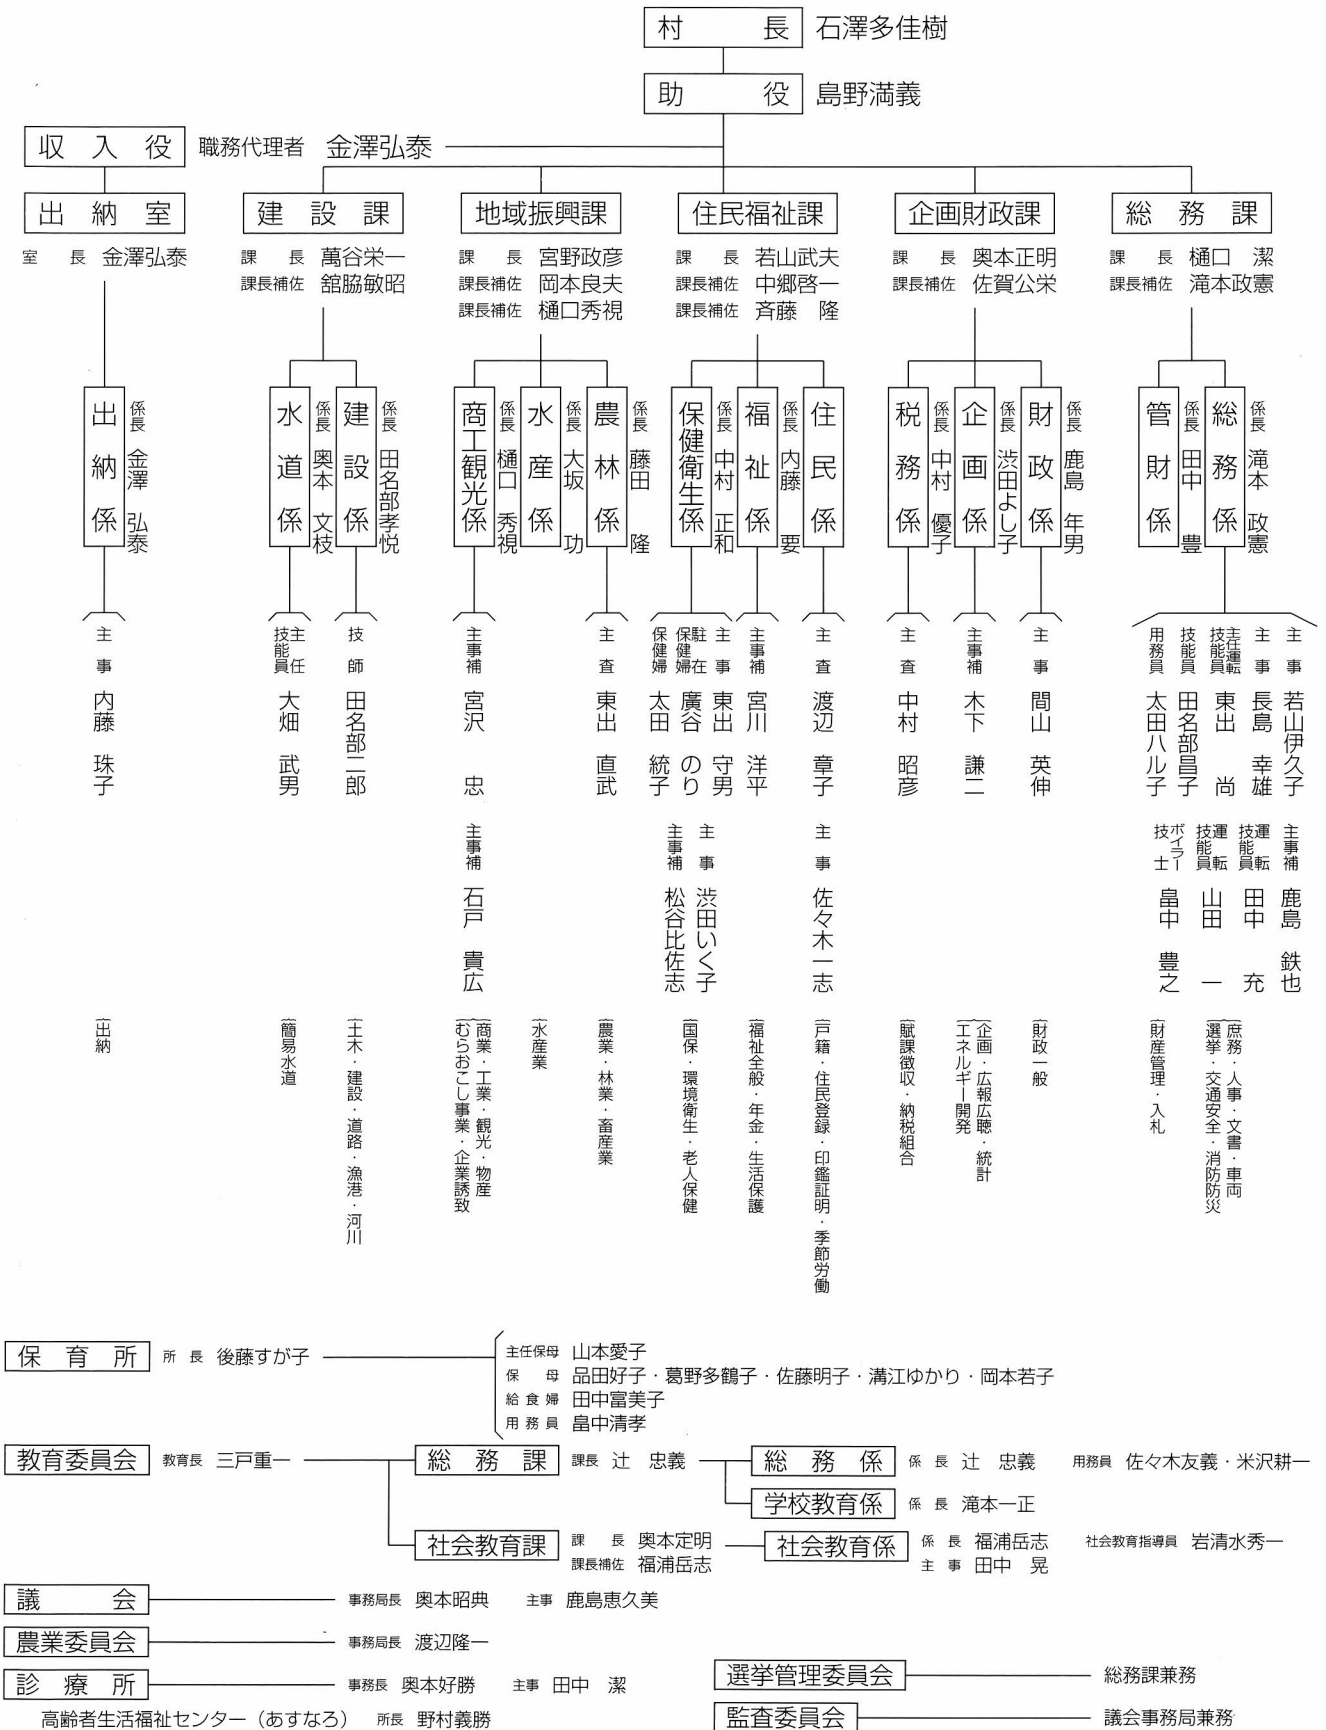 村長 石澤多佳樹
助役 島野満義
収入役 職務代理者 金澤弘泰
出納室
室長 金澤弘泰
建設課
課長 萬谷栄一
課長補佐 舘脇敏昭
地域振興課
課長 宮野政彦
課長補佐 岡本良夫
課長補佐 樋口秀視
住民福祉課
課長 若山武夫
課長補佐 中郷啓一
課長補佐 斉藤 隆
企画財政課
課長 奥本正明
課長補佐 佐賀公栄
総務課
課長 樋口 潔
課長補佐 滝本政憲
出納係 係長 金澤 弘泰
主事 内藤 珠子
出納
水道係 係長 奥本 文枝
主任技能員 大畑 武男
簡易水道
建設係 係長 田名部孝悦
技師 田名部二郎
土木・建設・道路・漁港・河川
商工観光係 係長 樋口 秀視
主事補 宮沢 忠
主事補 石戸 貴広
商業・工業・観光・物産
むらおこし事業・企業誘致
水産係 係長 大坂 功
水産業
農林係 係長 藤田 隆
主査 東出 直武
農業・林業・畜産業
保健衛生係 係長 中村 正和
主事 東出 守男
駐在保健婦 廣谷 のり
保健婦 太田 統子
主事 渋田いく子
主事補 松谷比佐志
国保・環境衛生・老人保健
福祉係 係長 内藤 要
主事補 宮川 洋平
福祉全般・年金・生活保護
住民係
主査 渡辺 章子
主事 佐々木一志
戸籍・住民登録・印鑑証明・季節労働
税務係 係長 中村 優子
主査 中村 昭彦
賦課徴収・納税組合
企画係 係長 渋田よし子
主事補 木下 謙二
企画・広報広聴・統計
エネルギー開発
財政係 係長 鹿島 年男
主事 間山 英伸
財政一般
管財係 係長 田中 豊
財産管理・入札
総務係 係長 滝本 政憲
主事 若山伊久子
主事 長島 幸雄
主任運転技能員 東出 尚
技能員 田名部昌子
用務員 太田ハル子
主事補 鹿島 鉄也
運転技能員 田中 充
運転技能員 山田 一
ボイラー技士 畠中 豊之
庶務・人事・文書・車両
選挙・交通安全・消防防災
保育所 所長 後藤すが子
主任保母 山本愛子
保母 品田好子・葛野多鶴子・佐藤明子・溝江ゆかり・岡本若子
給食婦 田中富美子
用務員 畠中清孝
教育委員会 教育長 三戸重一
総務課 課長 辻 忠義
総務係 係長 辻 忠義 用務員 佐々木友義・米沢耕一
学校教育係 係長 滝本一正
社会教育課 課長 奥本定明
課長補佐 福浦岳志
社会教育係 係長 福浦岳志 社会教育指導員 岩清水秀一
主事 田中 晃
議会 事務局長 奥本昭典 主事 鹿島恵久美
農業委員会 事務局長 渡辺隆一
診療所 事務長 奥本好勝 主事 田中 潔
高齢者生活福祉センター（あすなろ） 所長 野村義勝
選挙管理委員会 総務課兼務
監査委員会 議会事務局兼務